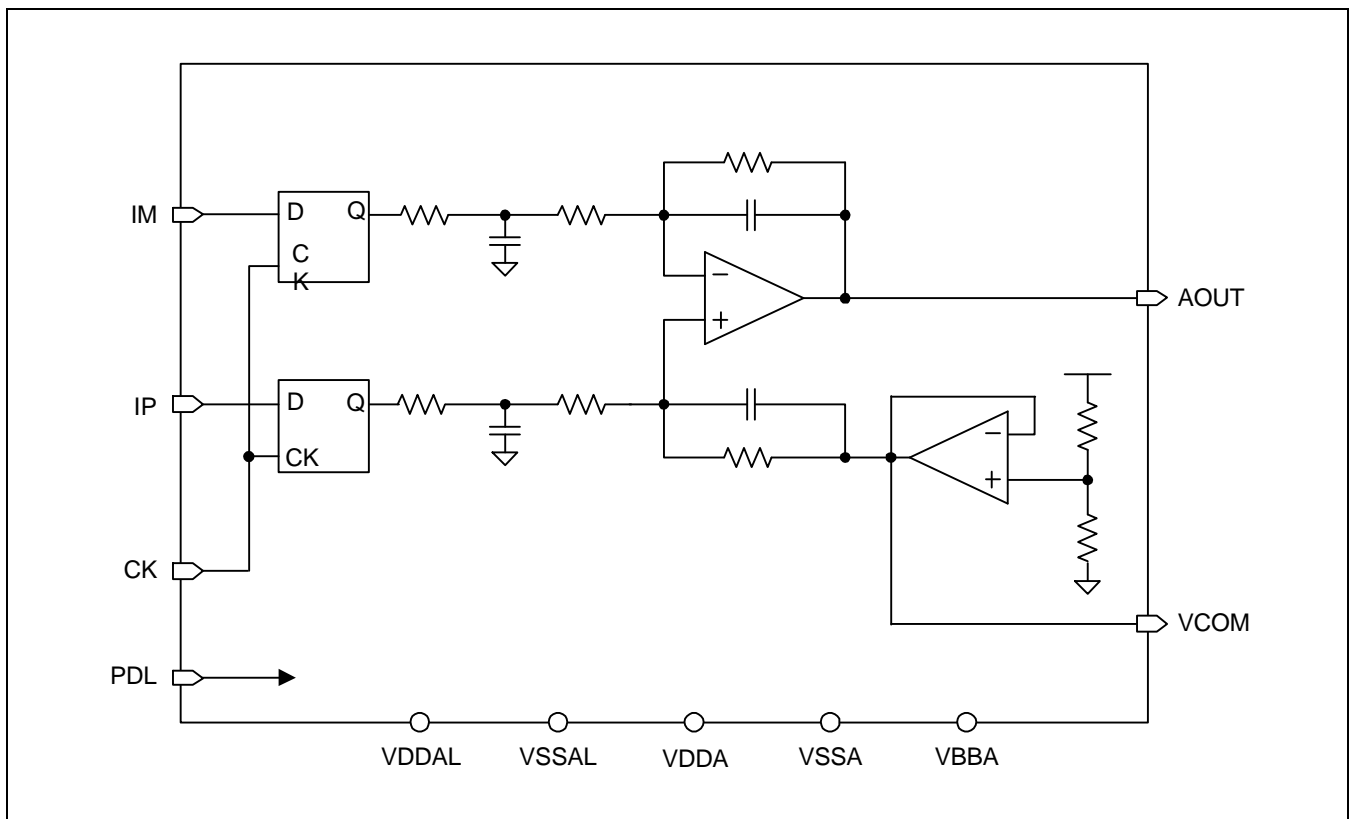 IM
D Q
C
K
AOUT
IP
D Q
CK
CK
VCOM
PDL
VDDAL VSSAL VDDA VSSA VBBA